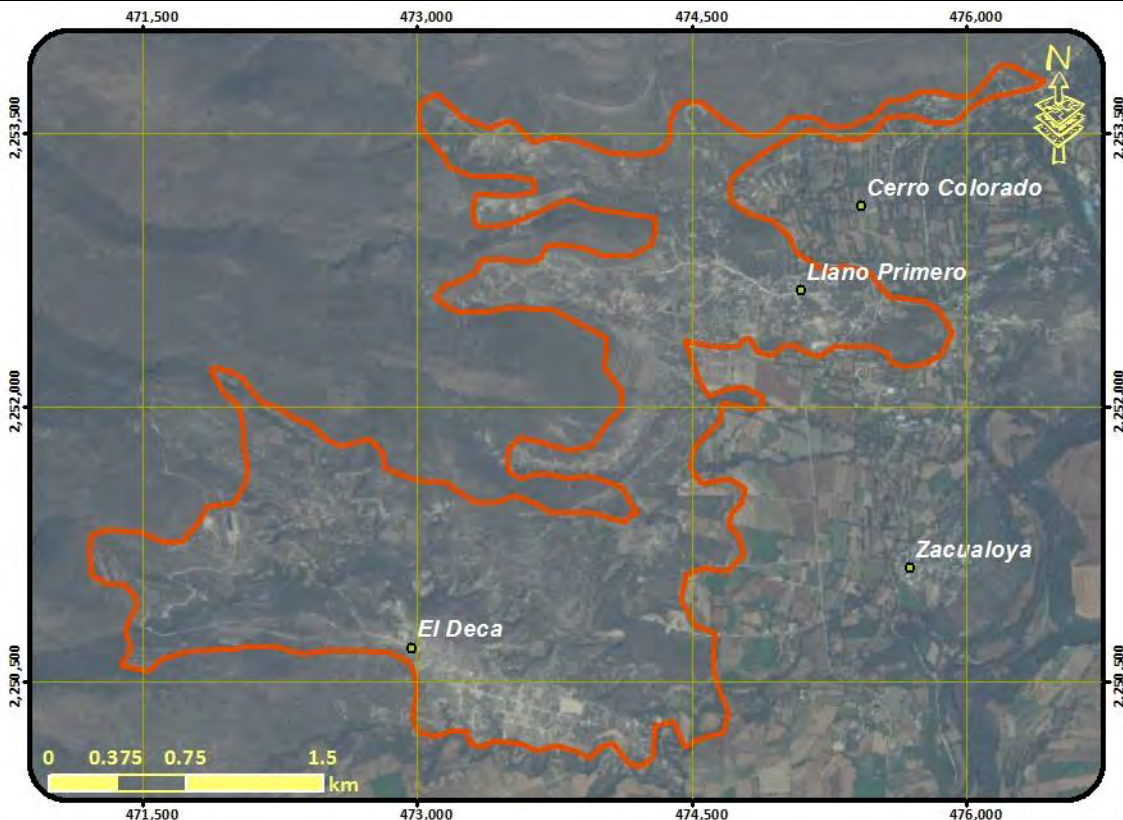 471,500 473,000 474,500 476,000
N
2,253,500 2,253,500
Cerro Colorado
Llano Primero
2,252,000 2,252,000
Zacualoya
El Deca
2,250,500 2,250,500
0 0.375 0.75 1.5
km
471,500 473,000 474,500 476,000